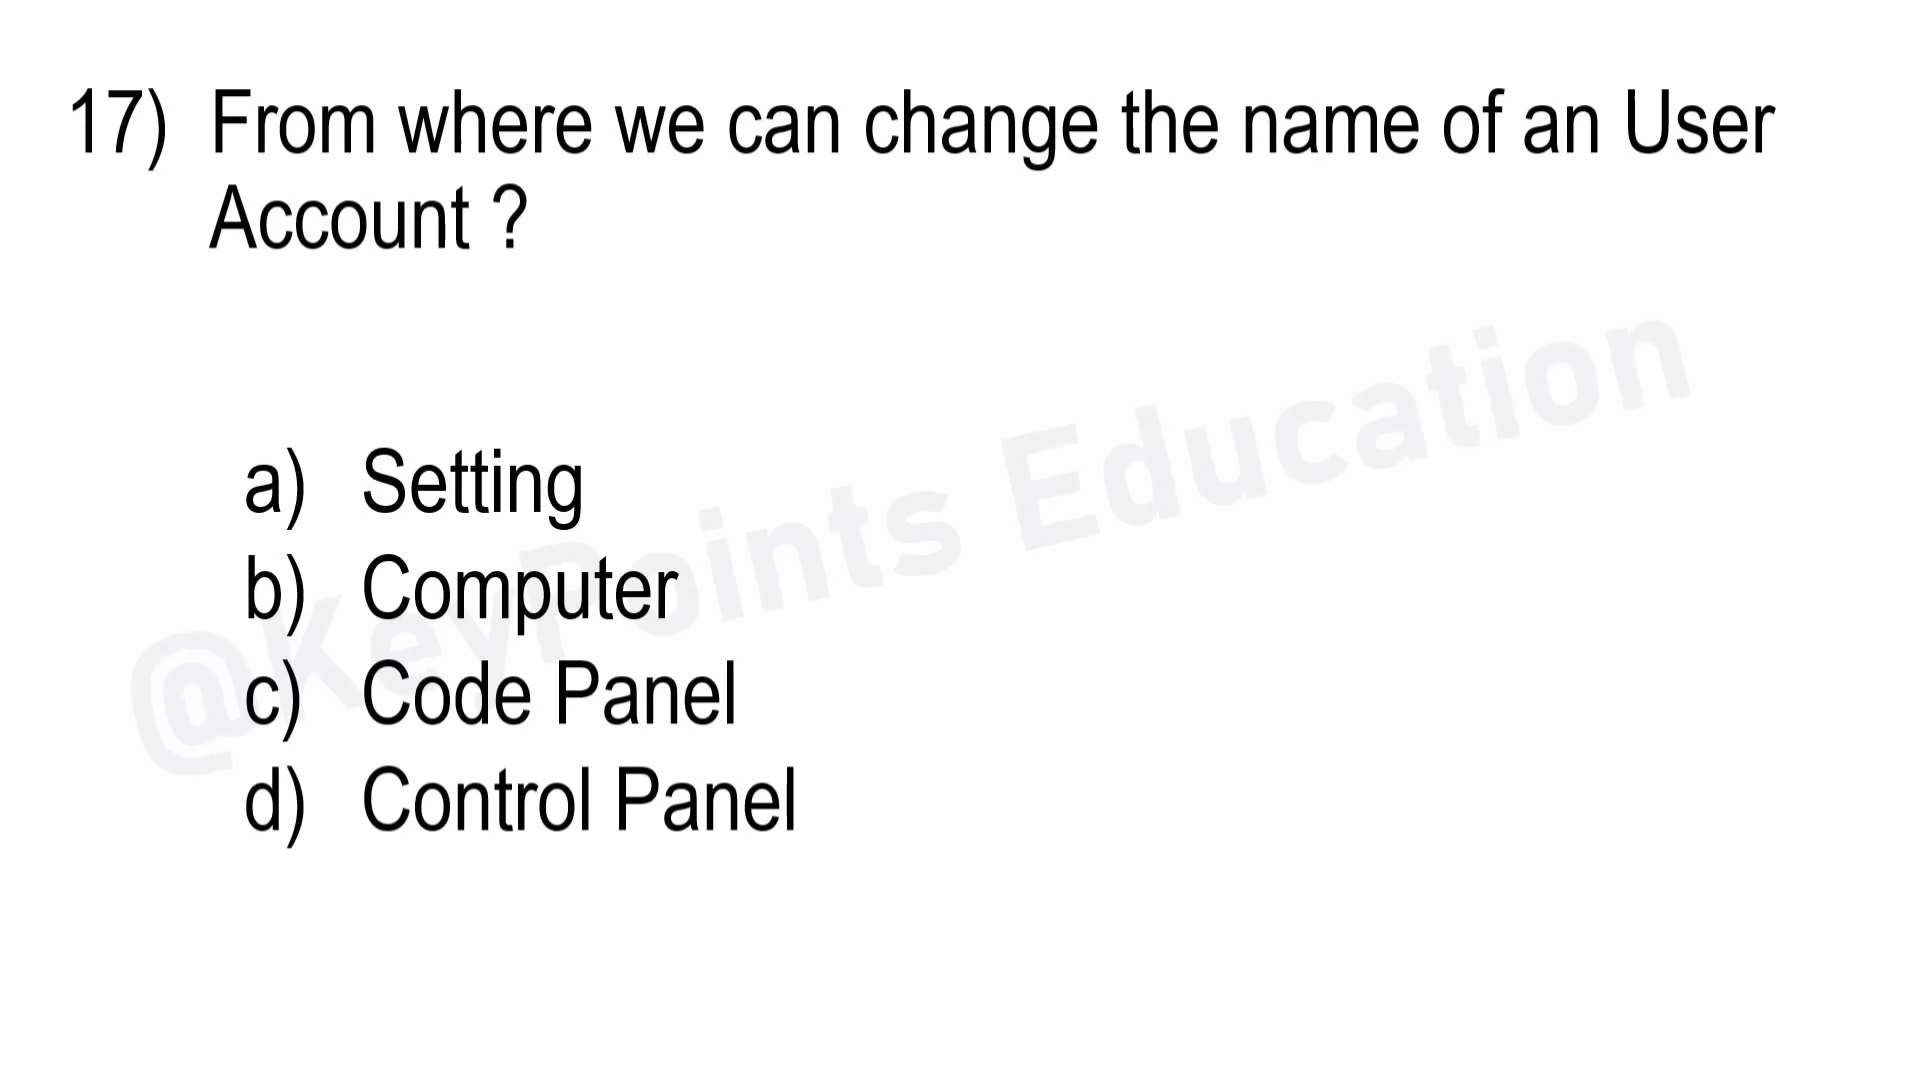 17) From where we can change the name of an User
Account ?
a) Setting
b) Computer
c) Code Panel
d) Control Panel
@KeyPoints Education